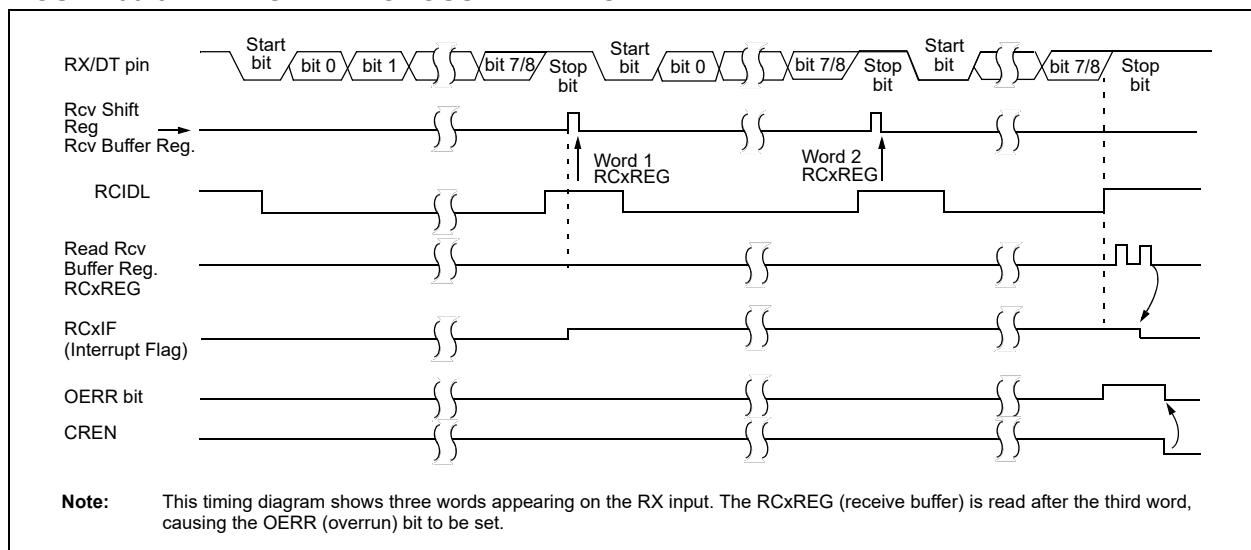 RX/DT pin
Start bit
bit 0
bit 1
bit 7/8
Stop bit
Start bit
bit 0
bit 7/8
Stop bit
Start bit
bit 7/8
Stop bit
Rcv Shift
Reg
Rcv Buffer Reg.
Word 1
RCxREG
Word 2
RCxREG
RCIDL
Read Rcv
Buffer Reg.
RCxREG
RCxIF
(Interrupt Flag)
OERR bit
CREN
Note: This timing diagram shows three words appearing on the RX input. The RCxREG (receive buffer) is read after the third word,
causing the OERR (overrun) bit to be set.